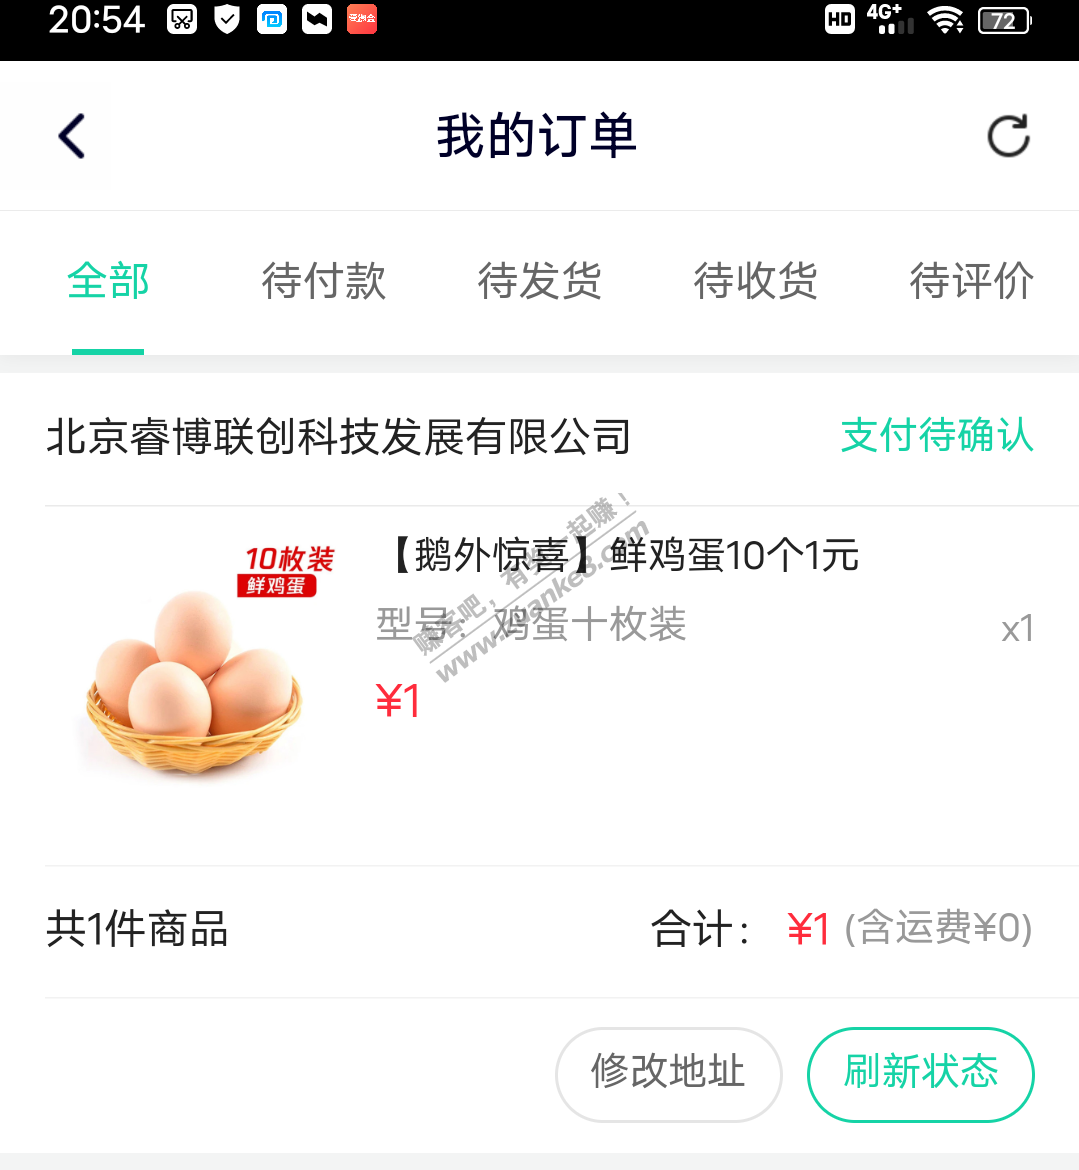 20:54 HD 4G+ 72
我的订单
全部 待付款 待发货 待收货 待评价
北京睿博联创科技发展有限公司 支付待确认
10枚装
鲜鸡蛋
【鹅外惊喜】鲜鸡蛋10个1元
型号：鸡蛋十枚装 x1
¥1
赚客吧，有奖一起赚！
www.zuanke8.com
共1件商品 合计： ¥1 (含运费¥0)
修改地址 刷新状态